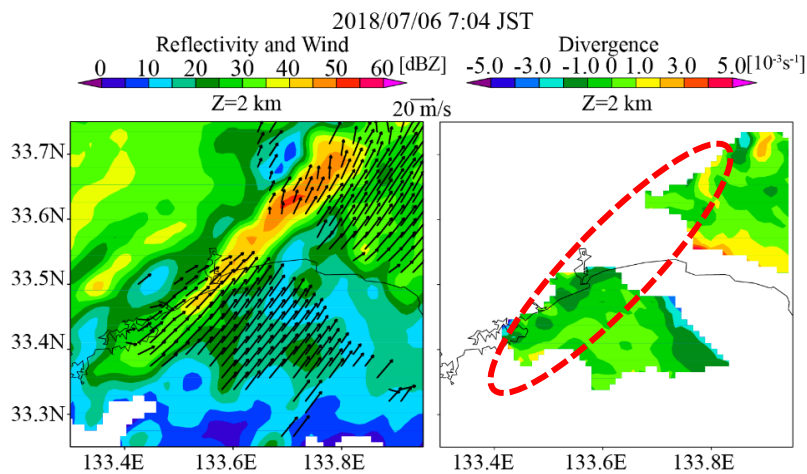 2018/07/06 7:04 JST
Reflectivity and Wind
0 10 20 30 40 50 60 [dBZ]
Z=2 km
20 m/s
Divergence
-5.0 -3.0 -1.0 0 1.0 3.0 5.0 [10⁻³s⁻¹]
Z=2 km
33.7N
33.6N
33.5N
33.4N
33.3N
133.4E 133.6E 133.8E
133.4E 133.6E 133.8E